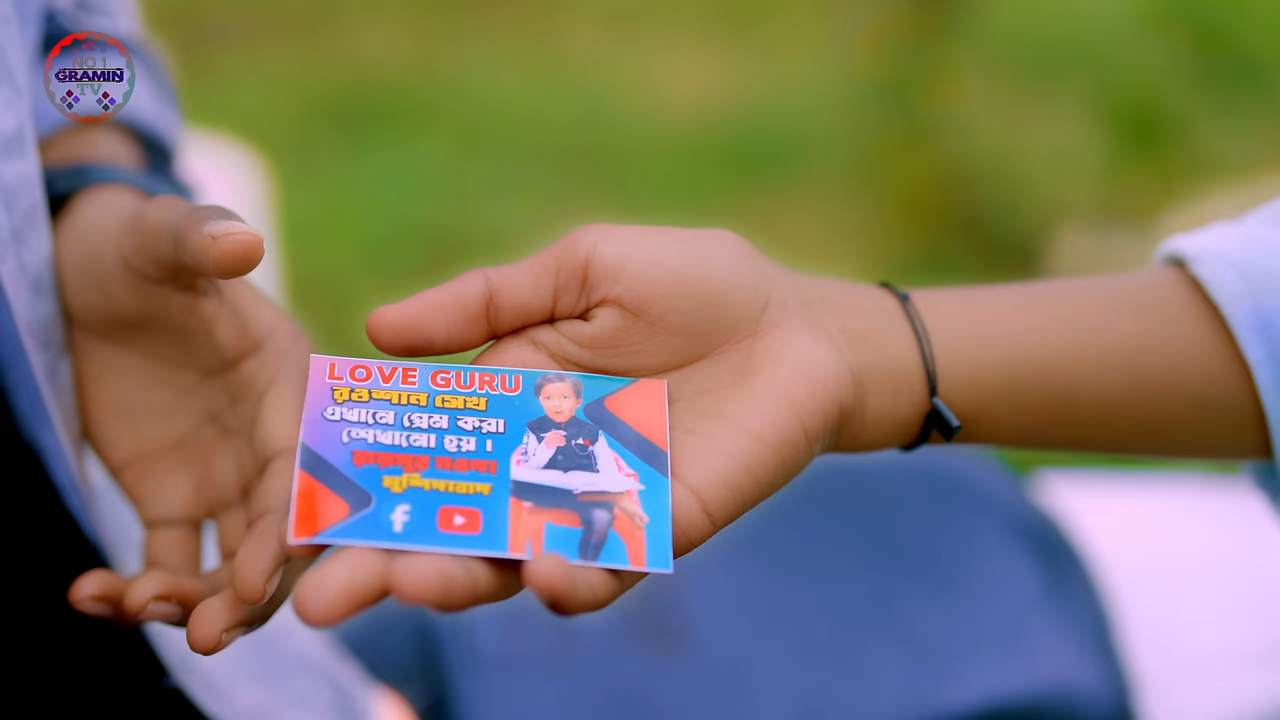 NO.1
GRAMIN
TV
LOVE GURU
রওশান সেখ
এখানে প্রেম করা
শেখানো হয় ।
মুর্শিদাবাদ